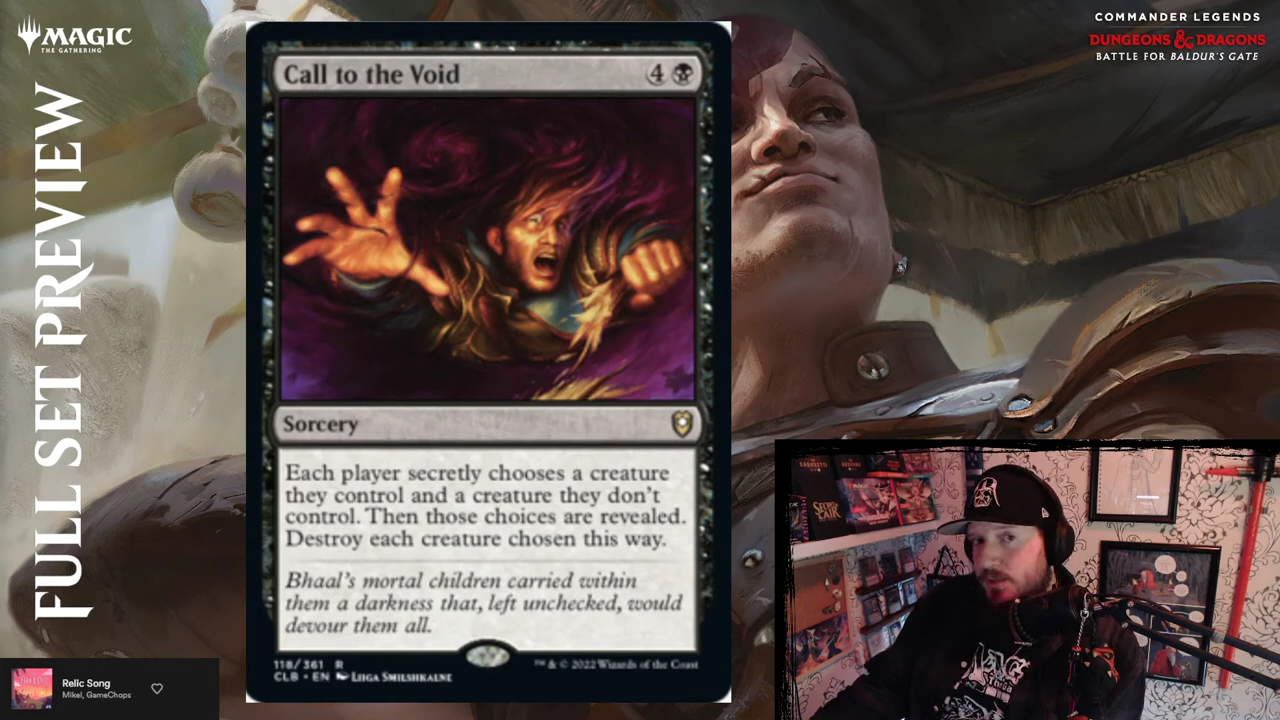 MAGIC
THE GATHERING
FULL SET PREVIEW
COMMANDER LEGENDS
DUNGEONS & DRAGONS
BATTLE FOR BALDUR'S GATE
Call to the Void
4
Sorcery
Each player secretly chooses a creature
they control and a creature they don't
control. Then those choices are revealed.
Destroy each creature chosen this way.
Bhaal's mortal children carried within
them a darkness that, left unchecked, would
devour them all.
118/361 R
CLB • EN LIIGA SMILSHKALNE
™ & © 2022 Wizards of the Coast
Relic Song
Mikel, GameChops
SECRET
LAIR